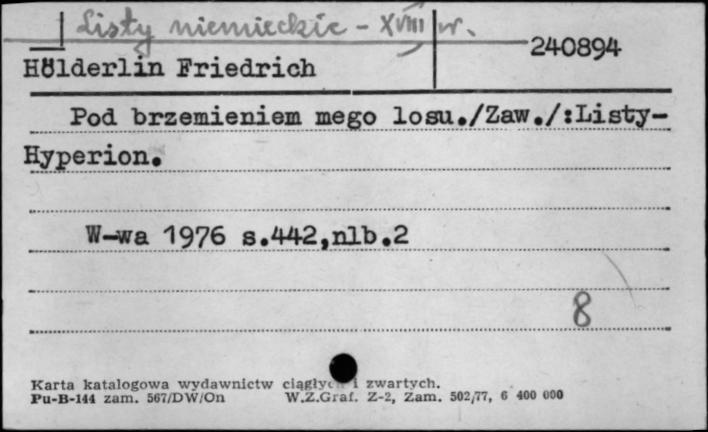 Listy niemieckie - XVIII w.
240894
Hölderlin Friedrich
Pod brzemieniem mego losu./Zaw./:Listy-
Hyperion.
W-wa 1976 s.442,nlb.2
8
Karta katalogowa wydawnictw ciągłych i zwartych.
Pu-B-144 zam. 567/DW/On W.Z.Graf. Z-2, Zam. 502/77, 6 400 000